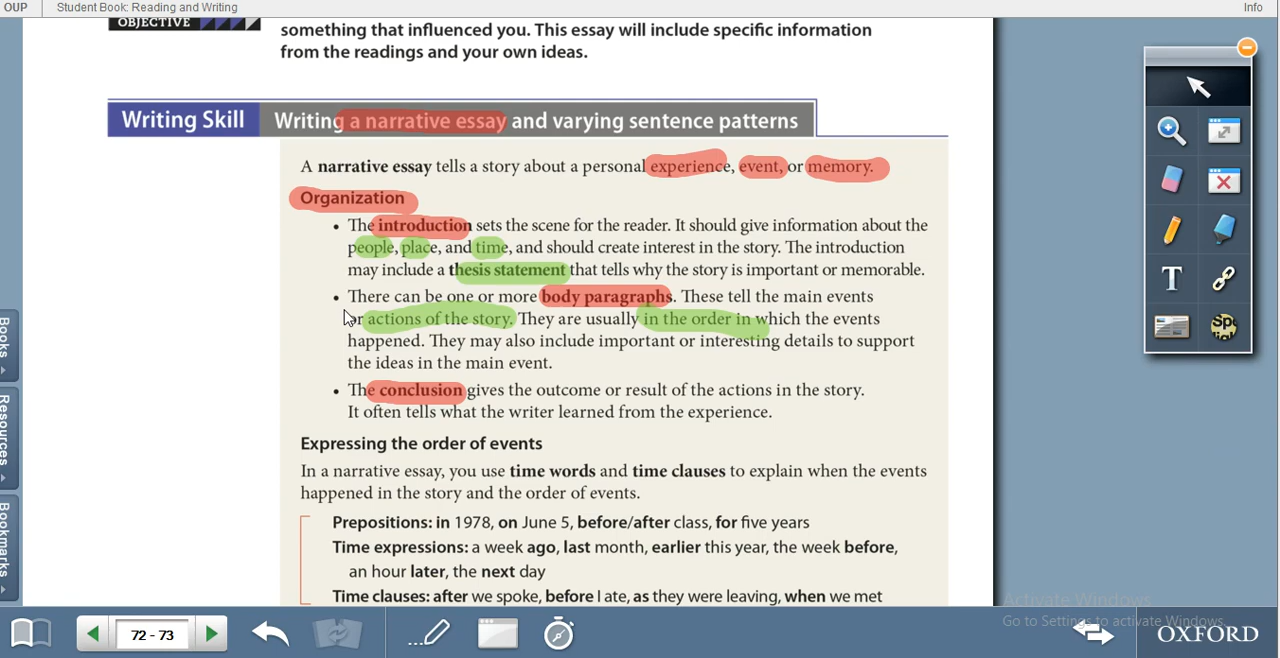 OUP Student Book: Reading and Writing Info
OBJECTIVE
something that influenced you. This essay will include specific information
from the readings and your own ideas.
Writing Skill Writing a narrative essay and varying sentence patterns
A narrative essay tells a story about a personal experience, event, or memory.
Organization
• The introduction sets the scene for the reader. It should give information about the
people, place, and time, and should create interest in the story. The introduction
may include a thesis statement that tells why the story is important or memorable.
• There can be one or more body paragraphs. These tell the main events
or actions of the story. They are usually in the order in which the events
happened. They may also include important or interesting details to support
the ideas in the main event.
• The conclusion gives the outcome or result of the actions in the story.
It often tells what the writer learned from the experience.
Expressing the order of events
In a narrative essay, you use time words and time clauses to explain when the events
happened in the story and the order of events.
Prepositions: in 1978, on June 5, before/after class, for five years
Time expressions: a week ago, last month, earlier this year, the week before,
an hour later, the next day
Time clauses: after we spoke, before I ate, as they were leaving, when we met
Books
Resources
Bookmarks
T
Activate Windows
Go to Settings to activate Windows.
72 - 73
OXFORD